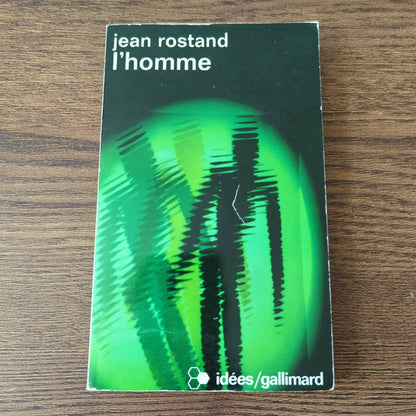 jean rostand
l'homme
idées/gallimard